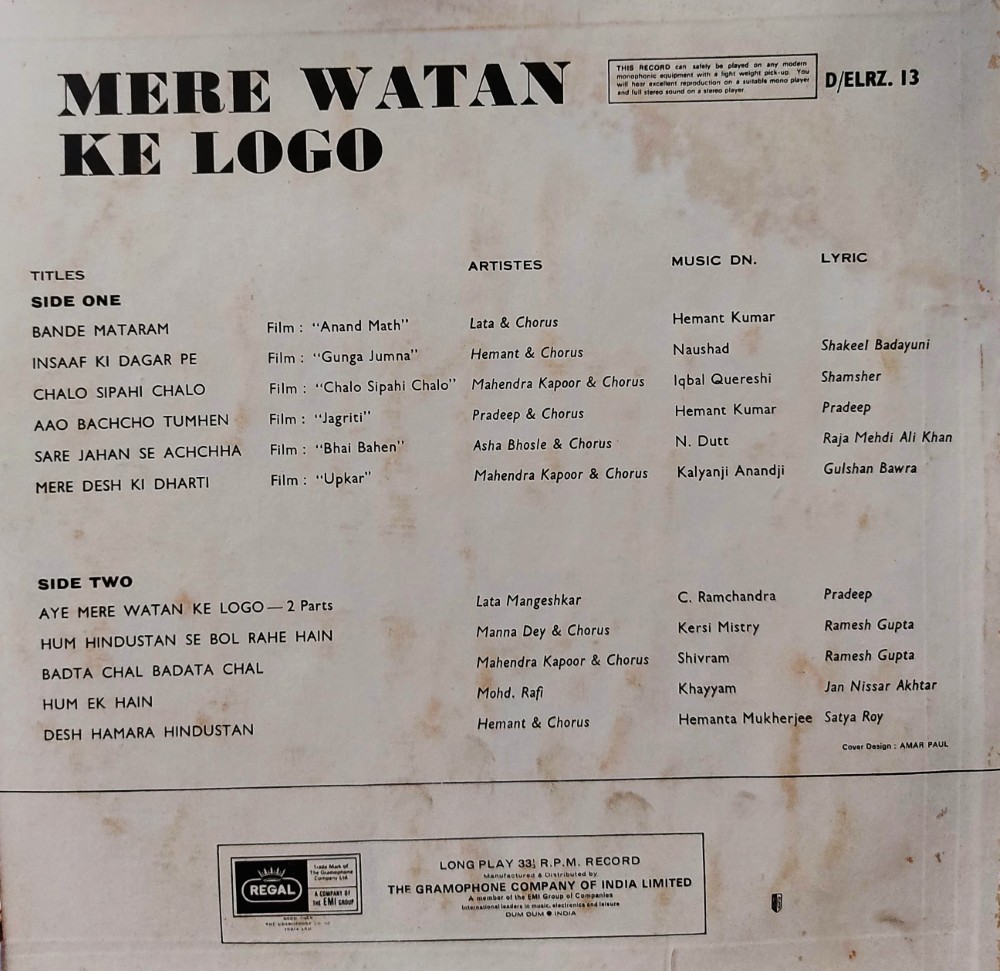 MERE WATAN
KE LOGO
THIS RECORD can safely be played on any modern
monophonic equipment with a light weight pick-up. You
will hear excellent reproduction on a suitable mono player
and full stereo sound on a stereo player.
D/ELRZ. 13
TITLES ARTISTES MUSIC DN. LYRIC
SIDE ONE
BANDE MATARAM Film : "Anand Math" Lata & Chorus Hemant Kumar
INSAAF KI DAGAR PE Film : "Gunga Jumna" Hemant & Chorus Naushad Shakeel Badayuni
CHALO SIPAHI CHALO Film : "Chalo Sipahi Chalo" Mahendra Kapoor & Chorus Iqbal Quereshi Shamsher
AAO BACHCHO TUMHEN Film : "Jagriti" Pradeep & Chorus Hemant Kumar Pradeep
SARE JAHAN SE ACHCHHA Film : "Bhai Bahen" Asha Bhosle & Chorus N. Dutt Raja Mehdi Ali Khan
MERE DESH KI DHARTI Film : "Upkar" Mahendra Kapoor & Chorus Kalyanji Anandji Gulshan Bawra
SIDE TWO
AYE MERE WATAN KE LOGO — 2 Parts Lata Mangeshkar C. Ramchandra Pradeep
HUM HINDUSTAN SE BOL RAHE HAIN Manna Dey & Chorus Kersi Mistry Ramesh Gupta
BADTA CHAL BADATA CHAL Mahendra Kapoor & Chorus Shivram Ramesh Gupta
HUM EK HAIN Mohd. Rafi Khayyam Jan Nissar Akhtar
DESH HAMARA HINDUSTAN Hemant & Chorus Hemanta Mukherjee Satya Roy
Cover Design : AMAR PAUL
REGAL
Trade Mark of
The Gramophone
Company Ltd.
A COMPANY OF
THE EMI GROUP
LONG PLAY 33⅓ R.P.M. RECORD
Manufactured & Distributed by
THE GRAMOPHONE COMPANY OF INDIA LIMITED
A member of the EMI Group of Companies
International leaders in music, electronics and leisure
DUM DUM ● INDIA